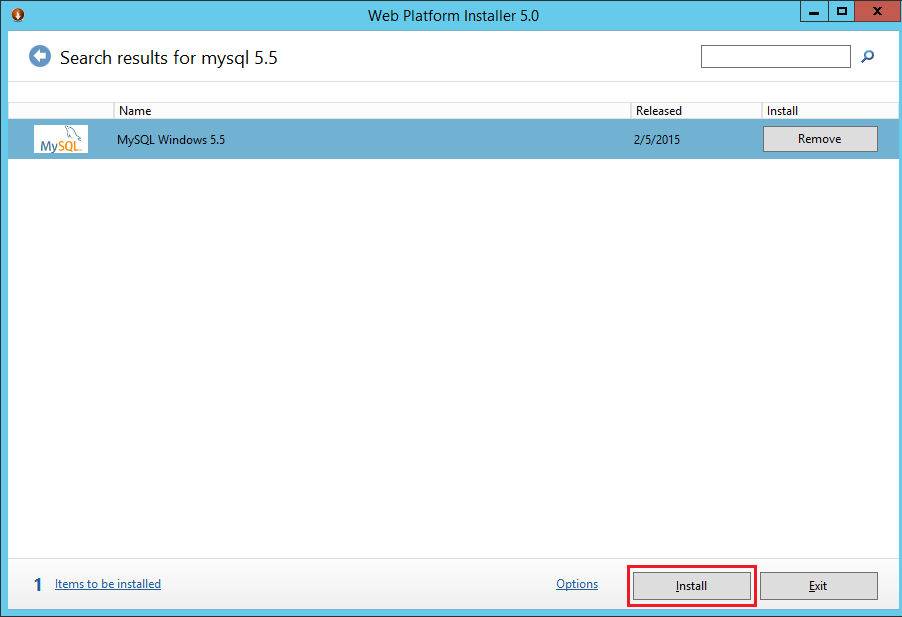 Web Platform Installer 5.0
Search results for mysql 5.5
Name Released Install
MySQL MySQL Windows 5.5 2/5/2015 Remove
1 Items to be installed Options Install Exit